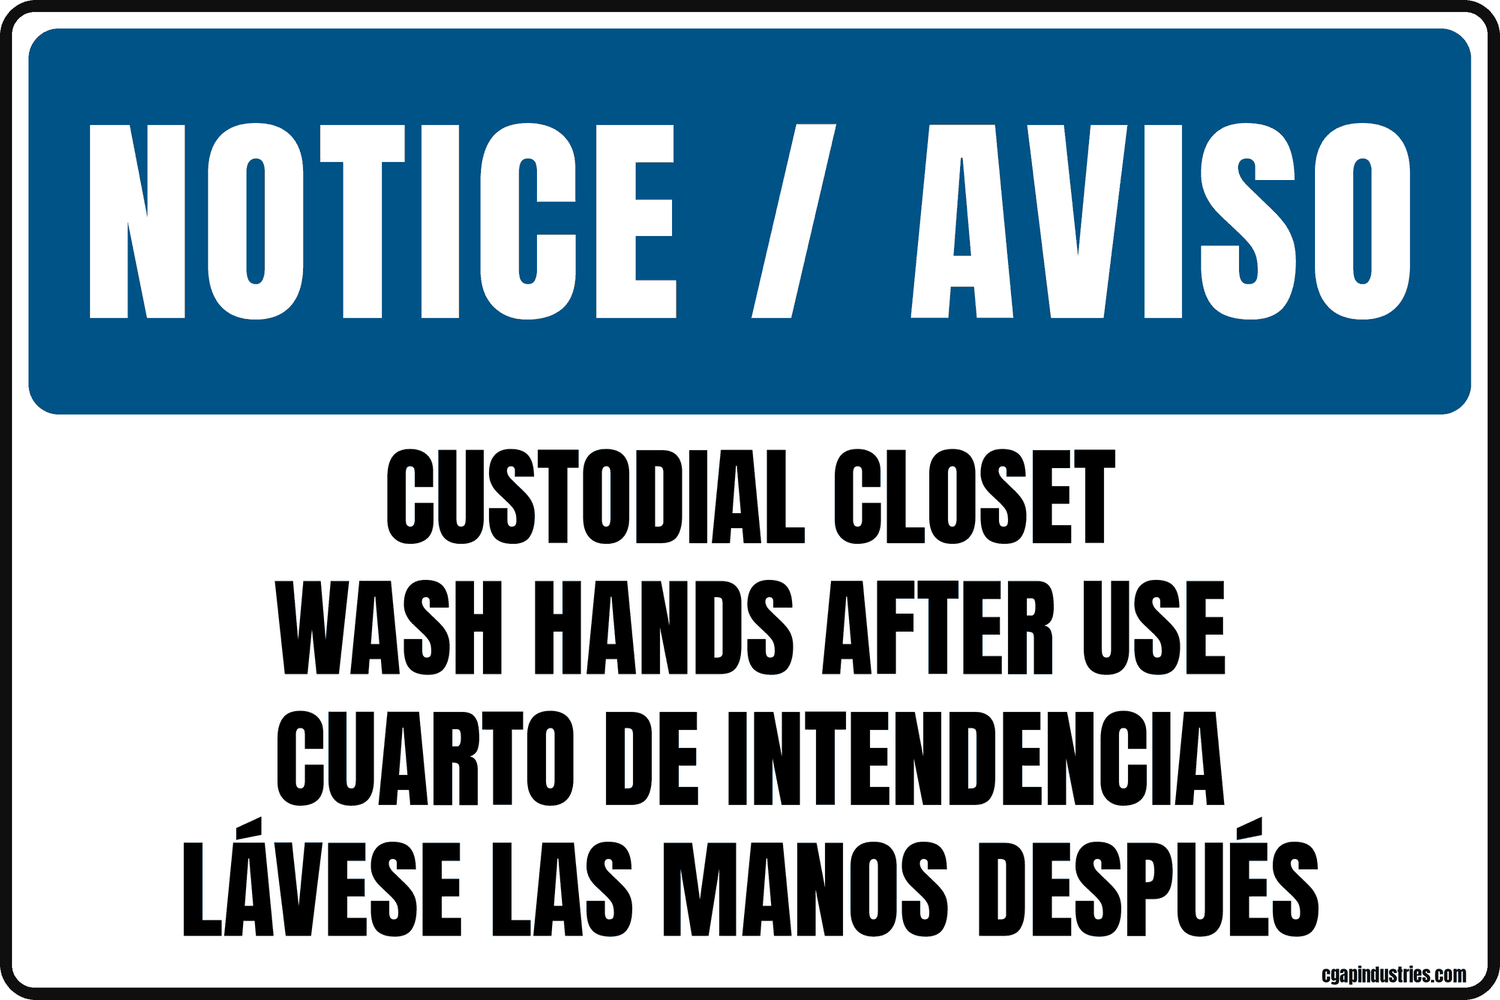 NOTICE / AVISO
CUSTODIAL CLOSET
WASH HANDS AFTER USE
CUARTO DE INTENDENCIA
LÁVESE LAS MANOS DESPUÉS
cgapindustries.com